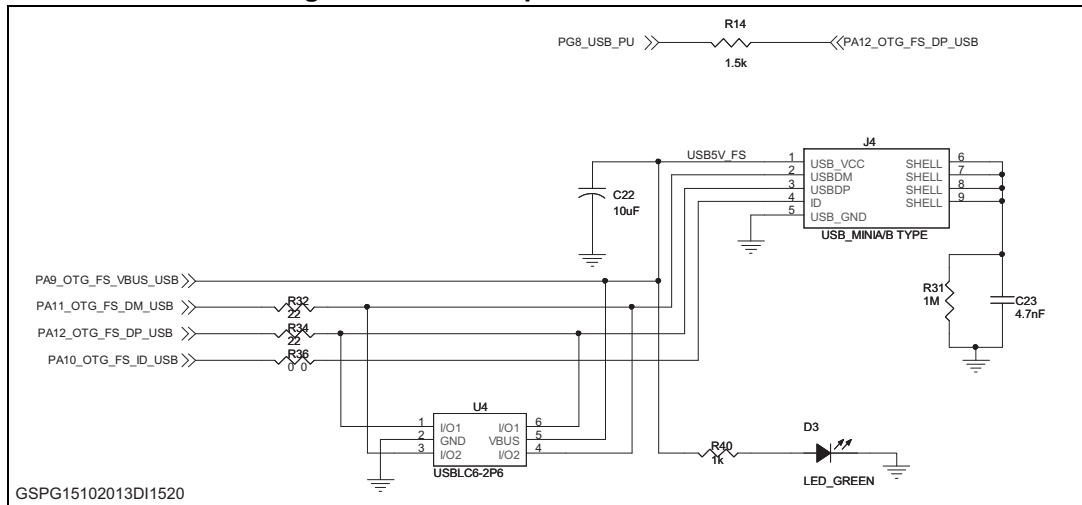 R14
PG8_USB_PU
PA12_OTG_FS_DP_USB
1.5k
J4
USB5V_FS
1 USB_VCC SHELL 6
2 USBDM SHELL 7
3 USBDP SHELL 8
4 ID SHELL 9
5 USB_GND
USB_MINIA/B TYPE
C22
10uF
PA9_OTG_FS_VBUS_USB
PA11_OTG_FS_DM_USB
R32
22
PA12_OTG_FS_DP_USB
R34
22
PA10_OTG_FS_ID_USB
R36
0 0
R31
1M
C23
4.7nF
U4
1 I/O1 I/O1 6
2 GND VBUS 5
3 I/O2 I/O2 4
USBLC6-2P6
R40
1k
D3
LED_GREEN
GSPG15102013DI1520